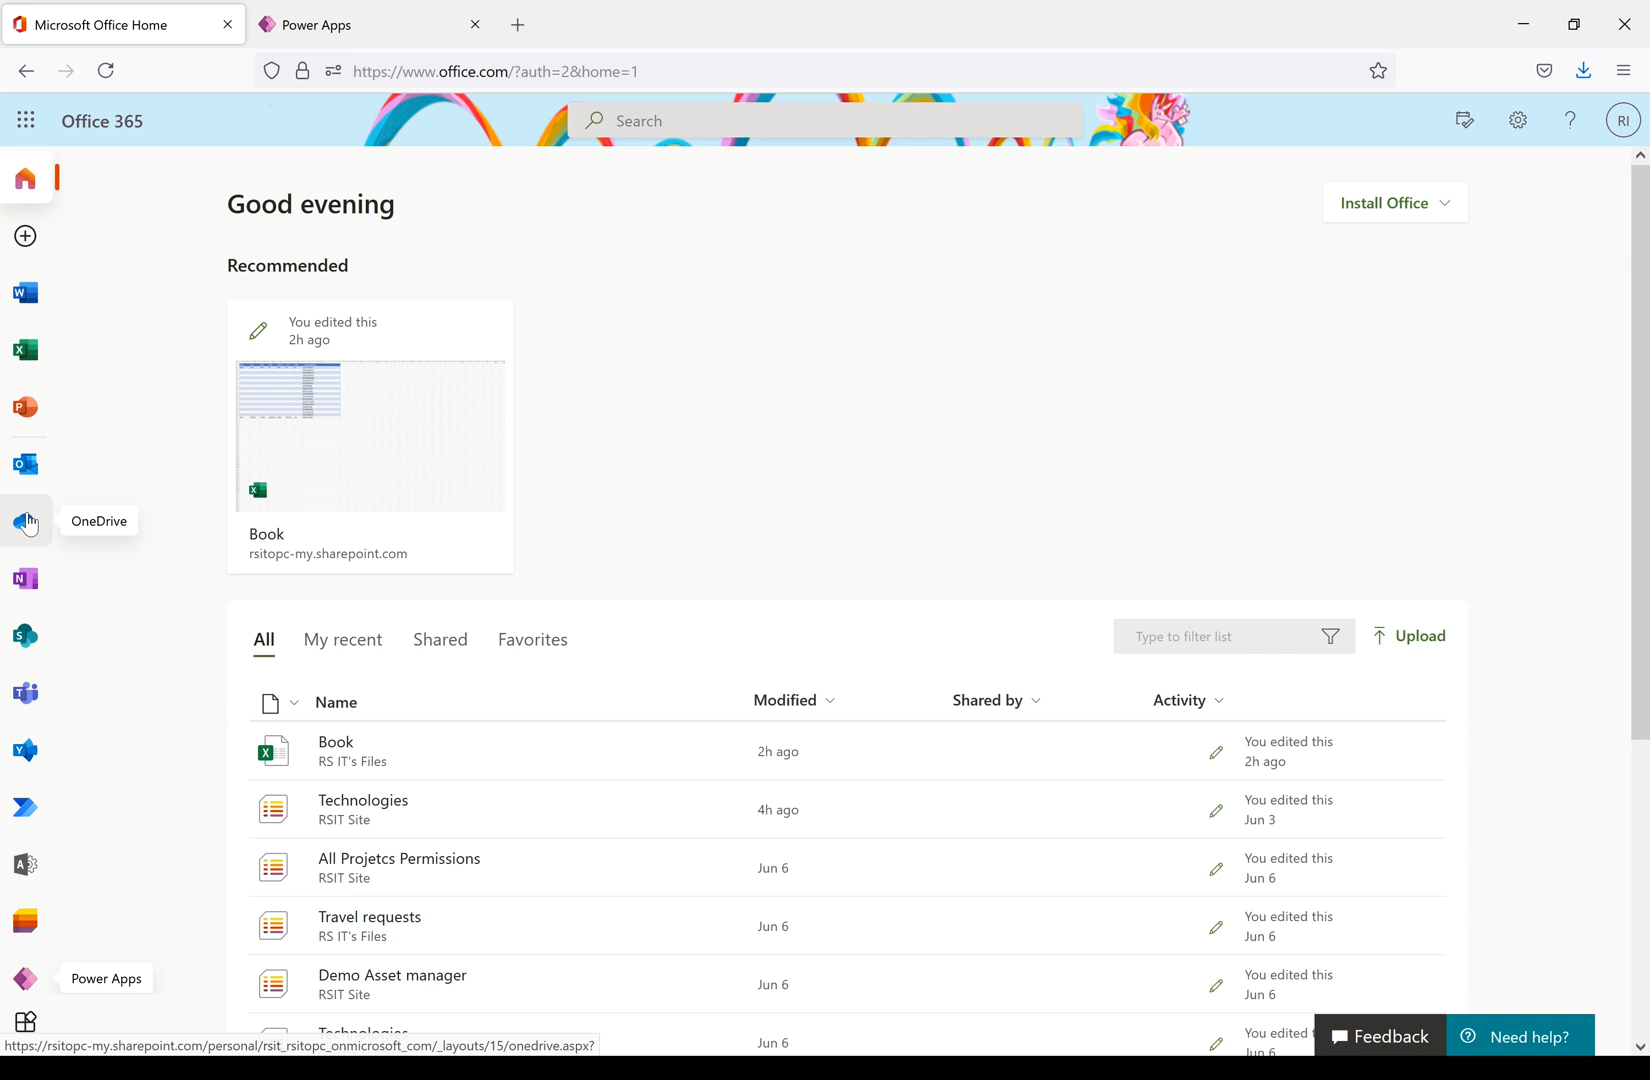 Microsoft Office Home
Power Apps
https://www.office.com/?auth=2&home=1
Office 365
Search
RI
Good evening
Install Office
Recommended
You edited this
2h ago
Book
rsitopc-my.sharepoint.com
OneDrive
All My recent Shared Favorites
Type to filter list
Upload
Name Modified Shared by Activity
Book
RS IT's Files
2h ago
You edited this
2h ago
Technologies
RSIT Site
4h ago
You edited this
Jun 3
All Projetcs Permissions
RSIT Site
Jun 6
You edited this
Jun 6
Travel requests
RS IT's Files
Jun 6
You edited this
Jun 6
Demo Asset manager
RSIT Site
Jun 6
You edited this
Jun 6
Technologies
Jun 6
You edited
Jun 6
Power Apps
Feedback
Need help?
https://rsitopc-my.sharepoint.com/personal/rsit_rsitopc_onmicrosoft_com/_layouts/15/onedrive.aspx?